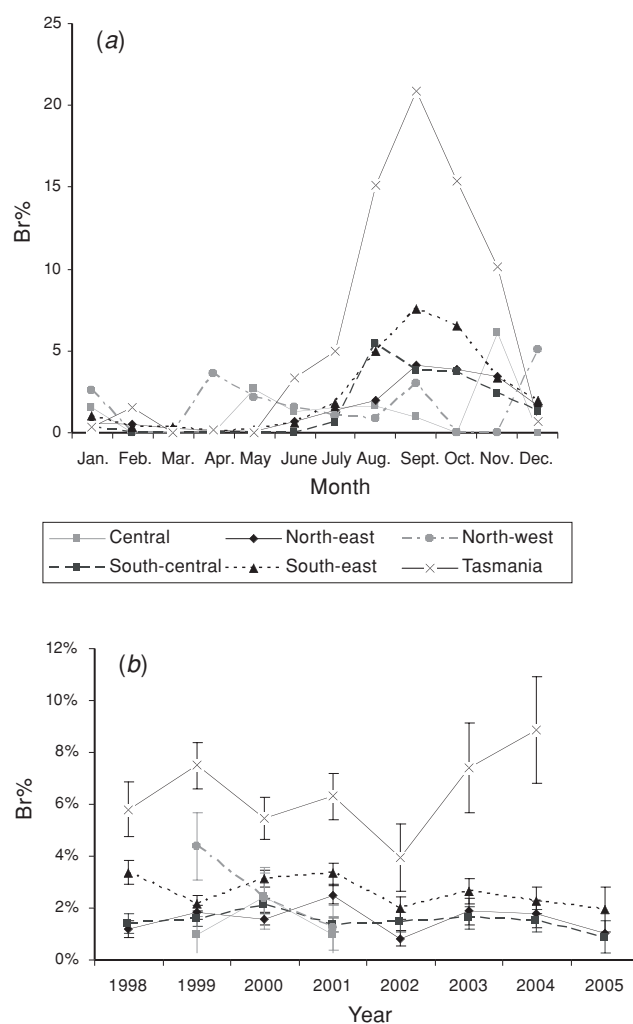 25
(a)
20
15
Br%
10
5
0
Jan. Feb. Mar. Apr. May June July Aug. Sept. Oct. Nov. Dec.
Month
Central North-east North-west
South-central South-east Tasmania
12%
(b)
10%
8%
Br%
6%
4%
2%
0%
1998 1999 2000 2001 2002 2003 2004 2005
Year